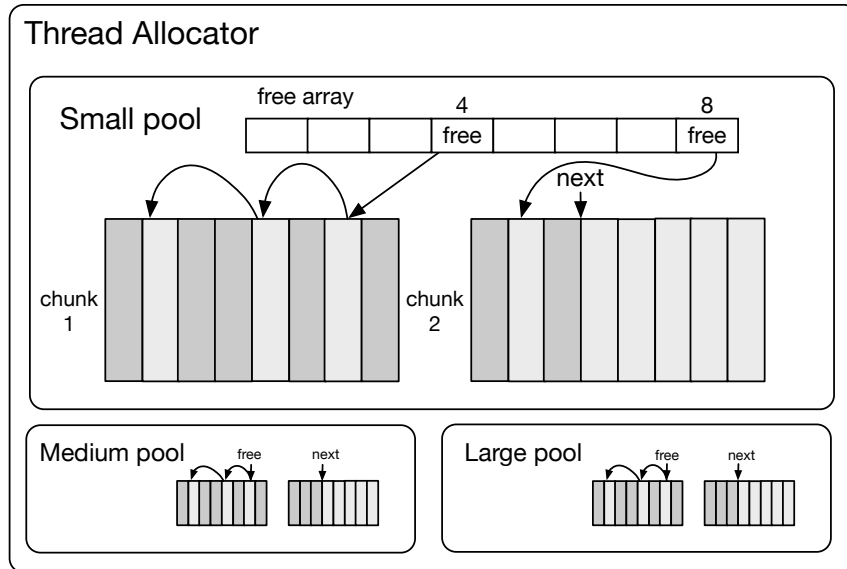 Thread Allocator
Small pool
free array
4
8
free
free
next
chunk
1
chunk
2
Medium pool
free
next
Large pool
free
next